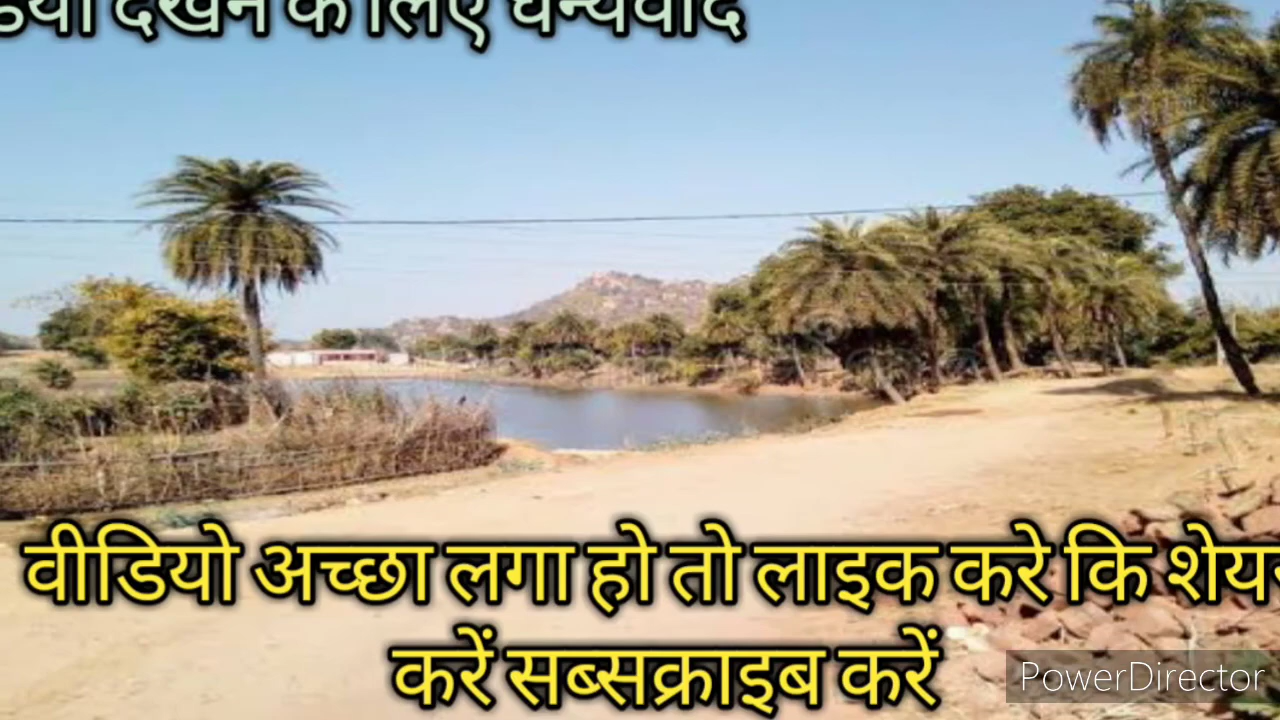 देखने के लिए धन्यवाद
वीडियो अच्छा लगा हो तो लाइक करे कि
करें सब्सक्राइब करें
PowerDirector